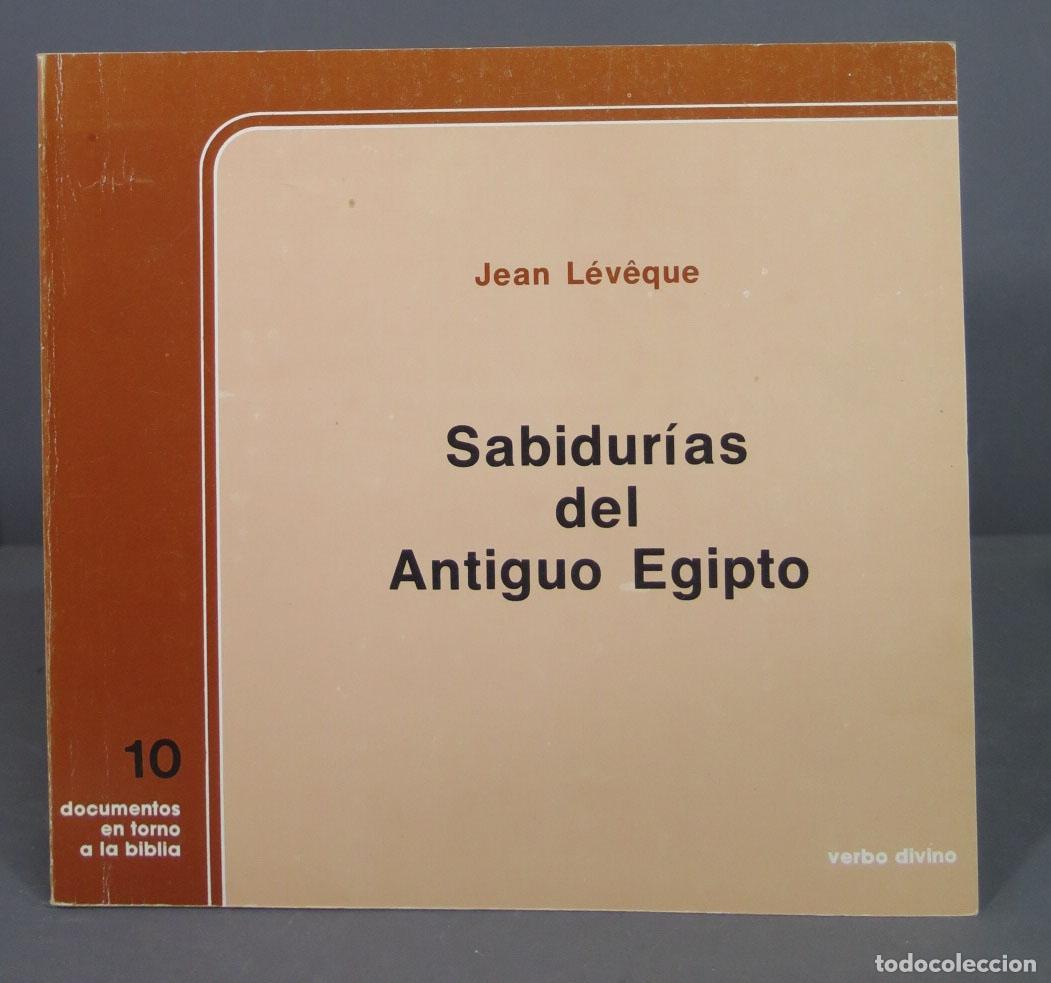 Jean Lévêque
Sabidurías
del
Antiguo Egipto
10
documentos
en torno
a la biblia
verbo divino
todocoleccion